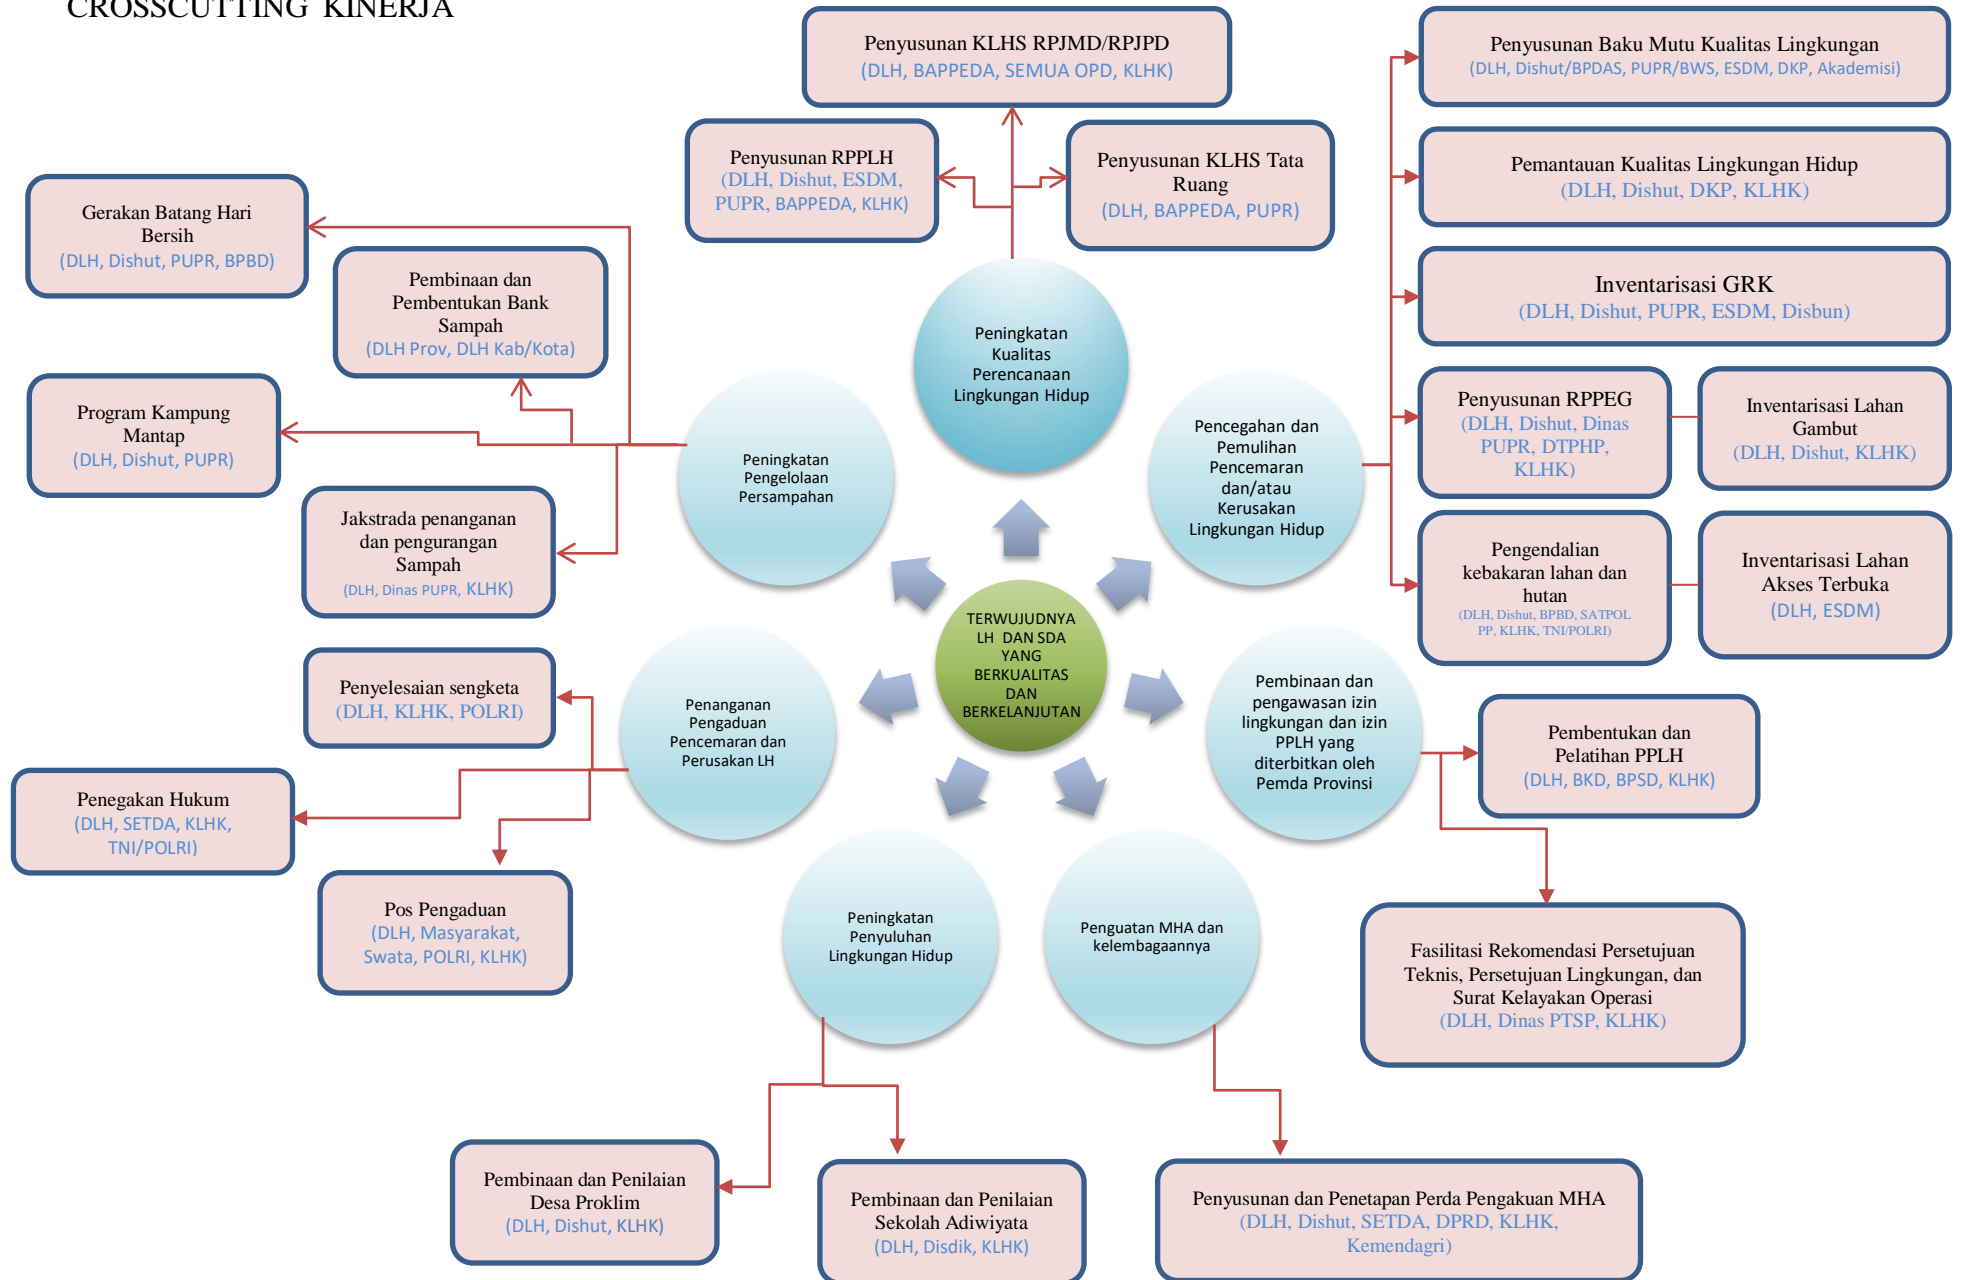 CROSSCUTTING KINERJA
Penyusunan KLHS RPJMD/RPJPD
(DLH, BAPPEDA, SEMUA OPD, KLHK)
Penyusunan RPPLH
(DLH, Dishut, ESDM,
PUPR, BAPPEDA, KLHK)
Penyusunan KLHS Tata
Ruang
(DLH, BAPPEDA, PUPR)
Penyusunan Baku Mutu Kualitas Lingkungan
(DLH, Dishut/BPDAS, PUPR/BWS, ESDM, DKP, Akademisi)
Pemantauan Kualitas Lingkungan Hidup
(DLH, Dishut, DKP, KLHK)
Inventarisasi GRK
(DLH, Dishut, PUPR, ESDM, Disbun)
Penyusunan RPPEG
(DLH, Dishut, Dinas
PUPR, DTPHP,
KLHK)
Inventarisasi Lahan
Gambut
(DLH, Dishut, KLHK)
Pengendalian
kebakaran lahan dan
hutan
(DLH, Dishut, BPBD, SATPOL
PP, KLHK, TNI/POLRI)
Inventarisasi Lahan
Akses Terbuka
(DLH, ESDM)
Gerakan Batang Hari
Bersih
(DLH, Dishut, PUPR, BPBD)
Pembinaan dan
Pembentukan Bank
Sampah
(DLH Prov, DLH Kab/Kota)
Program Kampung
Mantap
(DLH, Dishut, PUPR)
Jakstrada penanganan
dan pengurangan
Sampah
(DLH, Dinas PUPR, KLHK)
Peningkatan
Kualitas
Perencanaan
Lingkungan Hidup
Peningkatan
Pengelolaan
Persampahan
Pencegahan dan
Pemulihan
Pencemaran
dan/atau
Kerusakan
Lingkungan Hidup
TERWUJUDNYA
LH DAN SDA
YANG
BERKUALITAS
DAN
BERKELANJUTAN
Penanganan
Pengaduan
Pencemaran dan
Perusakan LH
Pembinaan dan
pengawasan izin
lingkungan dan izin
PPLH yang
diterbitkan oleh
Pemda Provinsi
Peningkatan
Penyuluhan
Lingkungan Hidup
Penguatan MHA dan
kelembagaannya
Penyelesaian sengketa
(DLH, KLHK, POLRI)
Penegakan Hukum
(DLH, SETDA, KLHK,
TNI/POLRI)
Pos Pengaduan
(DLH, Masyarakat,
Swata, POLRI, KLHK)
Pembentukan dan
Pelatihan PPLH
(DLH, BKD, BPSD, KLHK)
Fasilitasi Rekomendasi Persetujuan
Teknis, Persetujuan Lingkungan, dan
Surat Kelayakan Operasi
(DLH, Dinas PTSP, KLHK)
Pembinaan dan Penilaian
Desa Proklim
(DLH, Dishut, KLHK)
Pembinaan dan Penilaian
Sekolah Adiwiyata
(DLH, Disdik, KLHK)
Penyusunan dan Penetapan Perda Pengakuan MHA
(DLH, Dishut, SETDA, DPRD, KLHK,
Kemendagri)